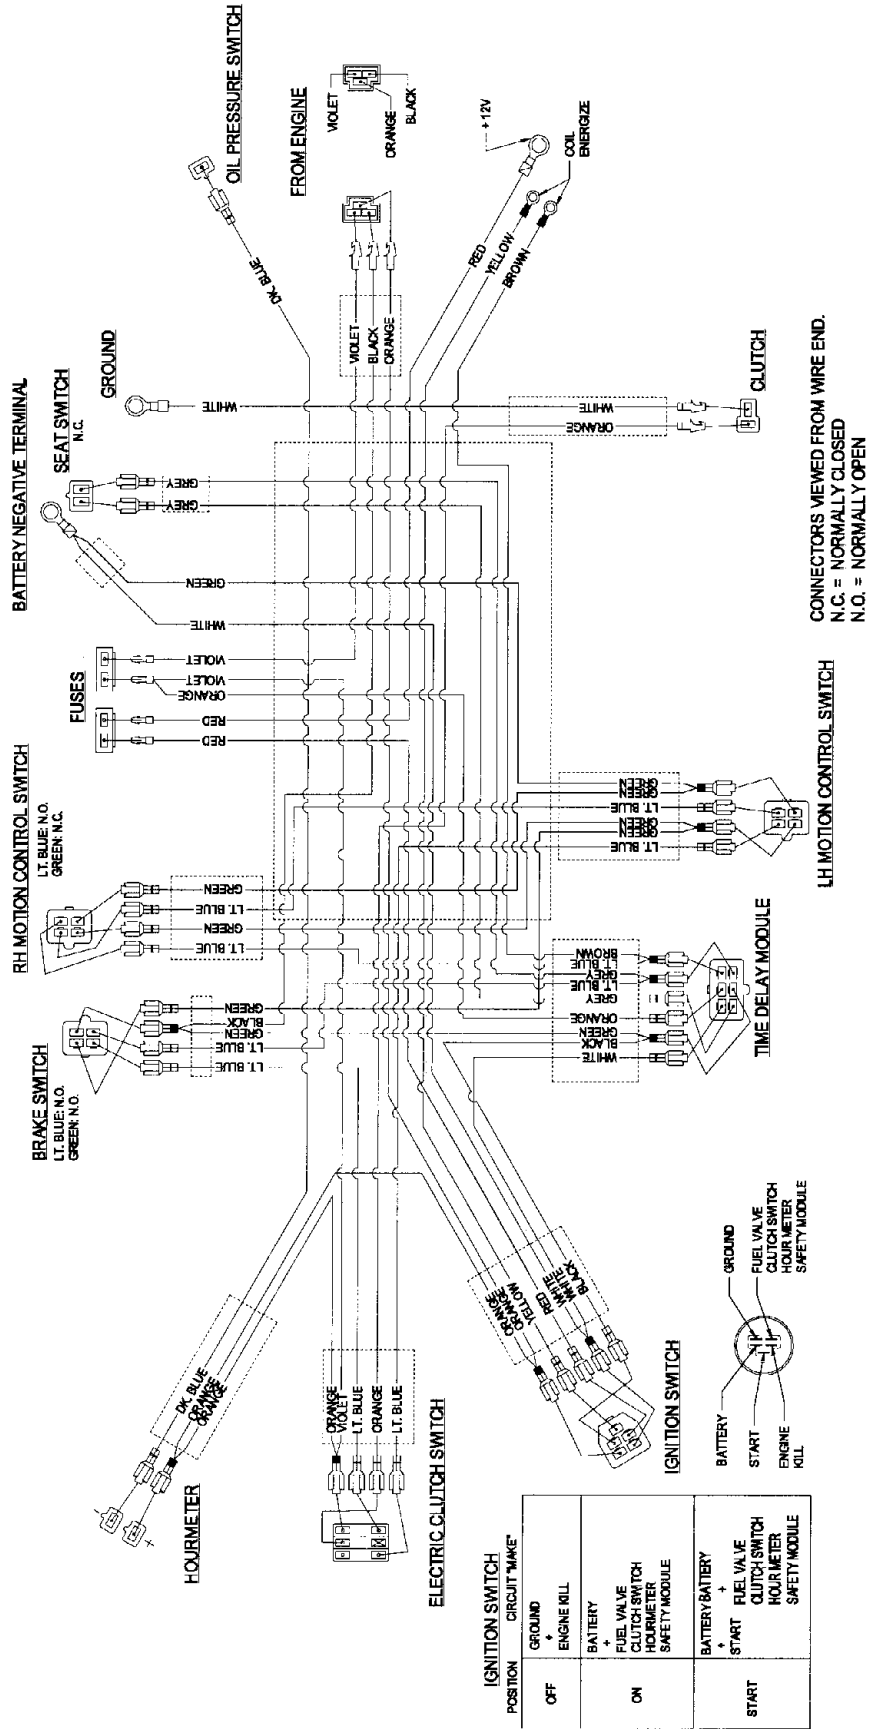 OIL PRESSURE SWITCH
FROM ENGINE
VIOLET
ORANGE
BLACK
DK. BLUE
+ 12V
COIL
ENERGIZE
RED
YELLOW
BROWN
VIOLET
BLACK
ORANGE
GROUND
WHITE
WHITE
ORANGE
CLUTCH
BATTERY NEGATIVE TERMINAL
SEAT SWITCH
N.C.
GREY
GREY
GREEN
WHITE
FUSES
VIOLET
VIOLET
ORANGE
RED
RED
CONNECTORS VIEWED FROM WIRE END.
N.C. = NORMALLY CLOSED
N.O. = NORMALLY OPEN
RH MOTION CONTROL SWITCH
LT. BLUE: N.O.
GREEN: N.C.
GREEN
LT. BLUE
GREEN
LT. BLUE
GREEN
GREEN
LT. BLUE
GREEN
GREEN
LT. BLUE
LH MOTION CONTROL SWITCH
BRAKE SWITCH
LT. BLUE: N.O.
GREEN: N.O.
GREEN
BLACK
GREEN
LT. BLUE
LT. BLUE
BROWN
LT. BLUE
GREY
LT. BLUE
GREY
ORANGE
GREEN
BLACK
WHITE
TIME DELAY MODULE
HOURMETER
DK. BLUE
ORANGE
ORANGE
-
+
ELECTRIC CLUTCH SWITCH
ORANGE
VIOLET
LT. BLUE
ORANGE
LT. BLUE
IGNITION SWITCH
ORANGE
ORANGE
YELLOW
RED
WHITE
WHITE
BLACK
GROUND
FUEL VALVE
CLUTCH SWITCH
HOUR METER
SAFETY MODULE
BATTERY
START
ENGINE
KILL
IGNITION SWITCH
POSITION CIRCUIT "MAKE"
OFF
GROUND
+
ENGINE KILL
ON
BATTERY
+
FUEL VALVE
CLUTCH SWITCH
HOURMETER
SAFETY MODULE
START
BATTERY BATTERY
+ +
START FUEL VALVE
CLUTCH SWITCH
HOUR METER
SAFETY MODULE